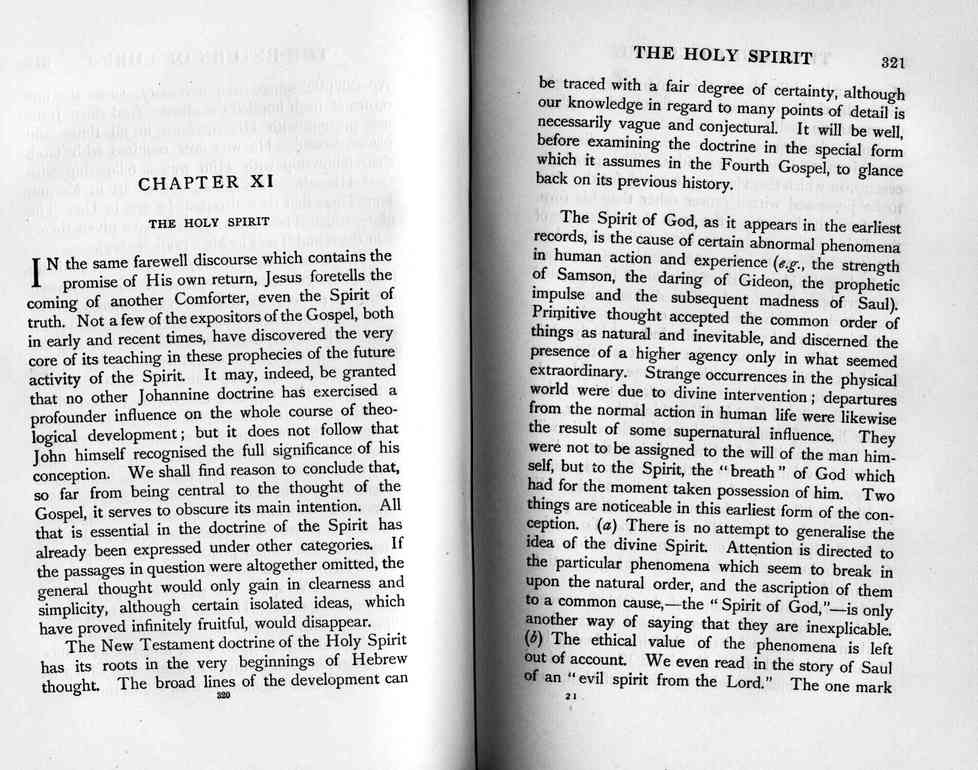 CHAPTER XI
THE HOLY SPIRIT
IN the same farewell discourse which contains the
promise of His own return, Jesus foretells the
coming of another Comforter, even the Spirit of
truth. Not a few of the expositors of the Gospel, both
in early and recent times, have discovered the very
core of its teaching in these prophecies of the future
activity of the Spirit. It may, indeed, be granted
that no other Johannine doctrine has exercised a
profounder influence on the whole course of theo-
logical development; but it does not follow that
John himself recognised the full significance of his
conception. We shall find reason to conclude that,
so far from being central to the thought of the
Gospel, it serves to obscure its main intention. All
that is essential in the doctrine of the Spirit has
already been expressed under other categories. If
the passages in question were altogether omitted, the
general thought would only gain in clearness and
simplicity, although certain isolated ideas, which
have proved infinitely fruitful, would disappear.
The New Testament doctrine of the Holy Spirit
has its roots in the very beginnings of Hebrew
thought. The broad lines of the development can
320
THE HOLY SPIRIT 321
be traced with a fair degree of certainty, although
our knowledge in regard to many points of detail is
necessarily vague and conjectural. It will be well,
before examining the doctrine in the special form
which it assumes in the Fourth Gospel, to glance
back on its previous history.
The Spirit of God, as it appears in the earliest
records, is the cause of certain abnormal phenomena
in human action and experience (e.g., the strength
of Samson, the daring of Gideon, the prophetic
impulse and the subsequent madness of Saul).
Primitive thought accepted the common order of
things as natural and inevitable, and discerned the
presence of a higher agency only in what seemed
extraordinary. Strange occurrences in the physical
world were due to divine intervention; departures
from the normal action in human life were likewise
the result of some supernatural influence. They
were not to be assigned to the will of the man him-
self, but to the Spirit, the "breath" of God which
had for the moment taken possession of him. Two
things are noticeable in this earliest form of the con-
ception. (a) There is no attempt to generalise the
idea of the divine Spirit. Attention is directed to
the particular phenomena which seem to break in
upon the natural order, and the ascription of them
to a common cause,—the "Spirit of God,"—is only
another way of saying that they are inexplicable.
(b) The ethical value of the phenomena is left
out of account. We even read in the story of Saul
of an "evil spirit from the Lord." The one mark
21